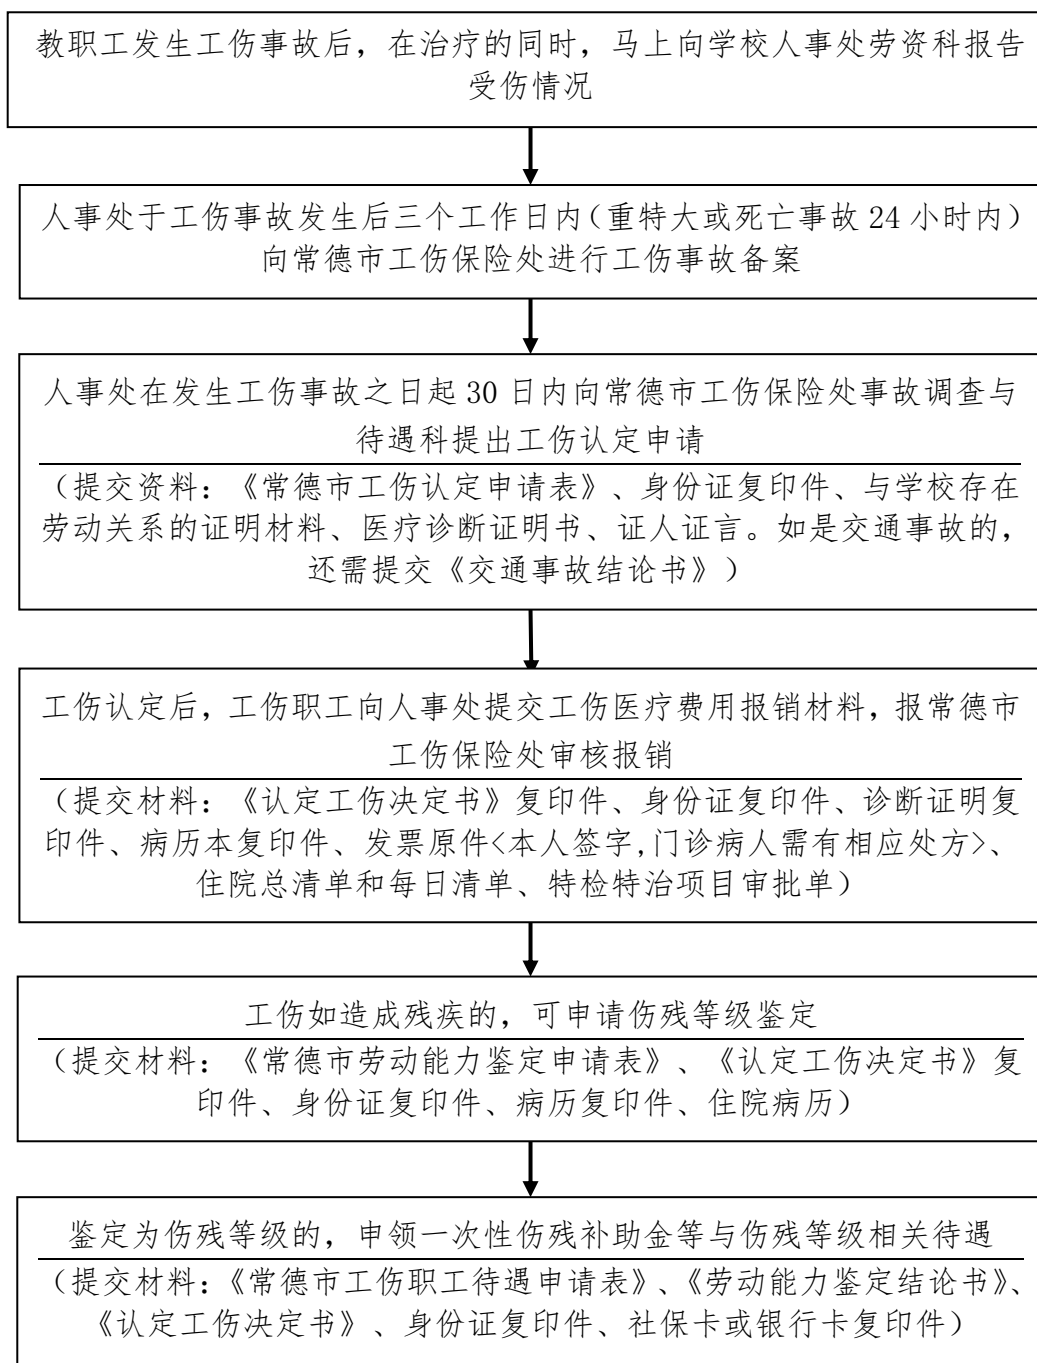 教职工发生工伤事故后，在治疗的同时，马上向学校人事处劳资科报告
受伤情况
人事处于工伤事故发生后三个工作日内（重特大或死亡事故 24 小时内）
向常德市工伤保险处进行工伤事故备案
人事处在发生工伤事故之日起 30 日内向常德市工伤保险处事故调查与
待遇科提出工伤认定申请
（提交资料：《常德市工伤认定申请表》、身份证复印件、与学校存在
劳动关系的证明材料、医疗诊断证明书、证人证言。如是交通事故的，
还需提交《交通事故结论书》）
工伤认定后，工伤职工向人事处提交工伤医疗费用报销材料，报常德市
工伤保险处审核报销
（提交材料：《认定工伤决定书》复印件、身份证复印件、诊断证明复
印件、病历本复印件、发票原件<本人签字,门诊病人需有相应处方>、
住院总清单和每日清单、特检特治项目审批单）
工伤如造成残疾的，可申请伤残等级鉴定
（提交材料：《常德市劳动能力鉴定申请表》、《认定工伤决定书》复
印件、身份证复印件、病历复印件、住院病历）
鉴定为伤残等级的，申领一次性伤残补助金等与伤残等级相关待遇
（提交材料：《常德市工伤职工待遇申请表》、《劳动能力鉴定结论书》、
《认定工伤决定书》、身份证复印件、社保卡或银行卡复印件）